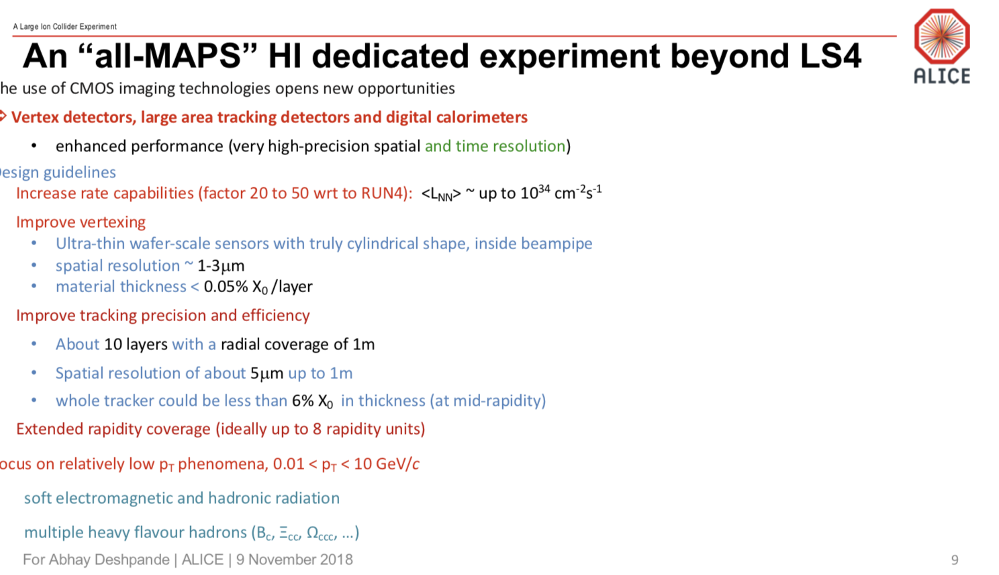 A Large Ion Collider Experiment
An “all-MAPS” HI dedicated experiment beyond LS4
ALICE
he use of CMOS imaging technologies opens new opportunities
Vertex detectors, large area tracking detectors and digital calorimeters
• enhanced performance (very high-precision spatial and time resolution)
esign guidelines
Increase rate capabilities (factor 20 to 50 wrt to RUN4): <L_NN> ~ up to 10^34 cm^-2 s^-1
Improve vertexing
• Ultra-thin wafer-scale sensors with truly cylindrical shape, inside beampipe
• spatial resolution ~ 1-3μm
• material thickness < 0.05% X₀ /layer
Improve tracking precision and efficiency
• About 10 layers with a radial coverage of 1m
• Spatial resolution of about 5μm up to 1m
• whole tracker could be less than 6% X₀ in thickness (at mid-rapidity)
Extended rapidity coverage (ideally up to 8 rapidity units)
ocus on relatively low p_T phenomena, 0.01 < p_T < 10 GeV/c
soft electromagnetic and hadronic radiation
multiple heavy flavour hadrons (B_c, Ξ_cc, Ω_ccc, ...)
For Abhay Deshpande | ALICE | 9 November 2018
9